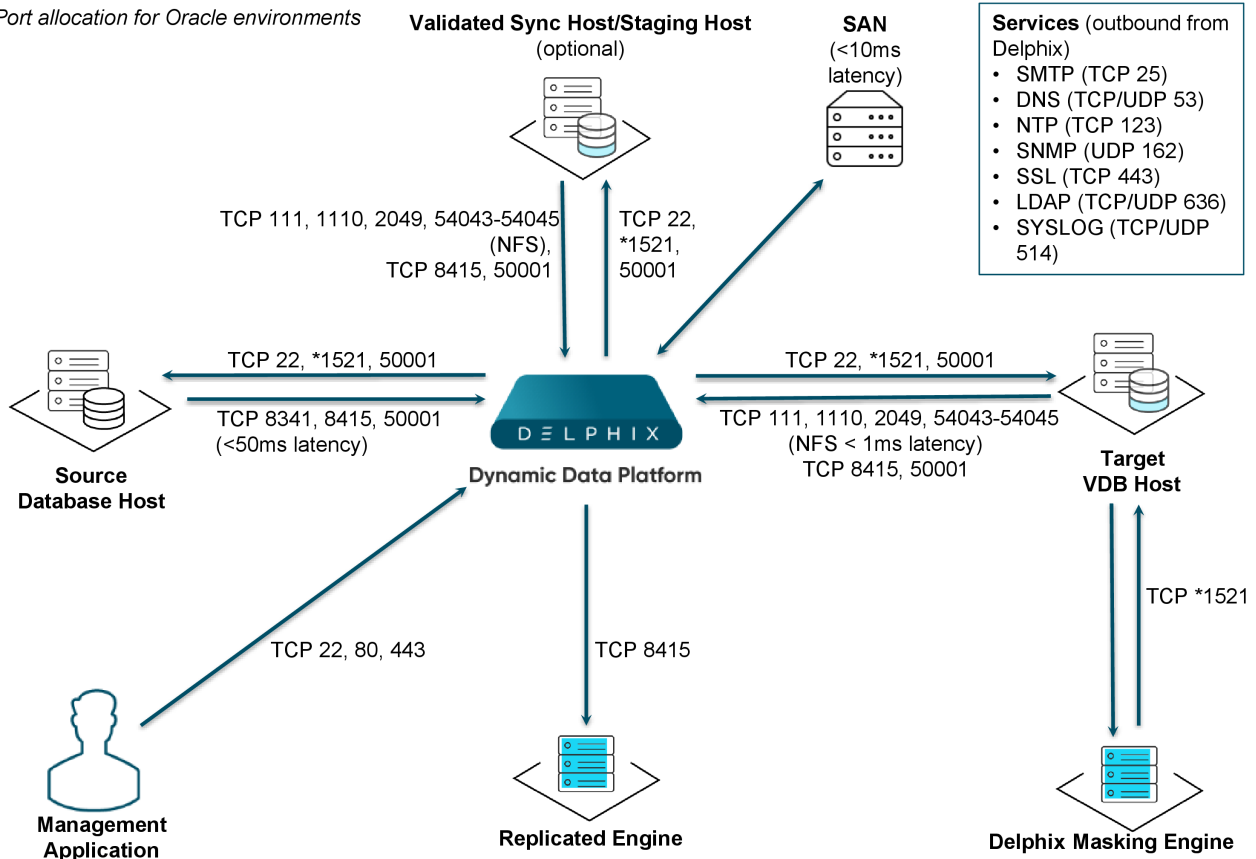 Port allocation for Oracle environments
Validated Sync Host/Staging Host
(optional)
SAN
(<10ms
latency)
Services (outbound from
Delphix)
• SMTP (TCP 25)
• DNS (TCP/UDP 53)
• NTP (TCP 123)
• SNMP (UDP 162)
• SSL (TCP 443)
• LDAP (TCP/UDP 636)
• SYSLOG (TCP/UDP
514)
TCP 111, 1110, 2049, 54043-54045
(NFS),
TCP 8415, 50001
TCP 22,
*1521,
50001
TCP 22, *1521, 50001
TCP 8341, 8415, 50001
(<50ms latency)
Source
Database Host
DELPHIX
Dynamic Data Platform
TCP 22, *1521, 50001
TCP 111, 1110, 2049, 54043-54045
(NFS < 1ms latency)
TCP 8415, 50001
Target
VDB Host
TCP *1521
TCP 22, 80, 443
TCP 8415
Management
Application
Replicated Engine
Delphix Masking Engine